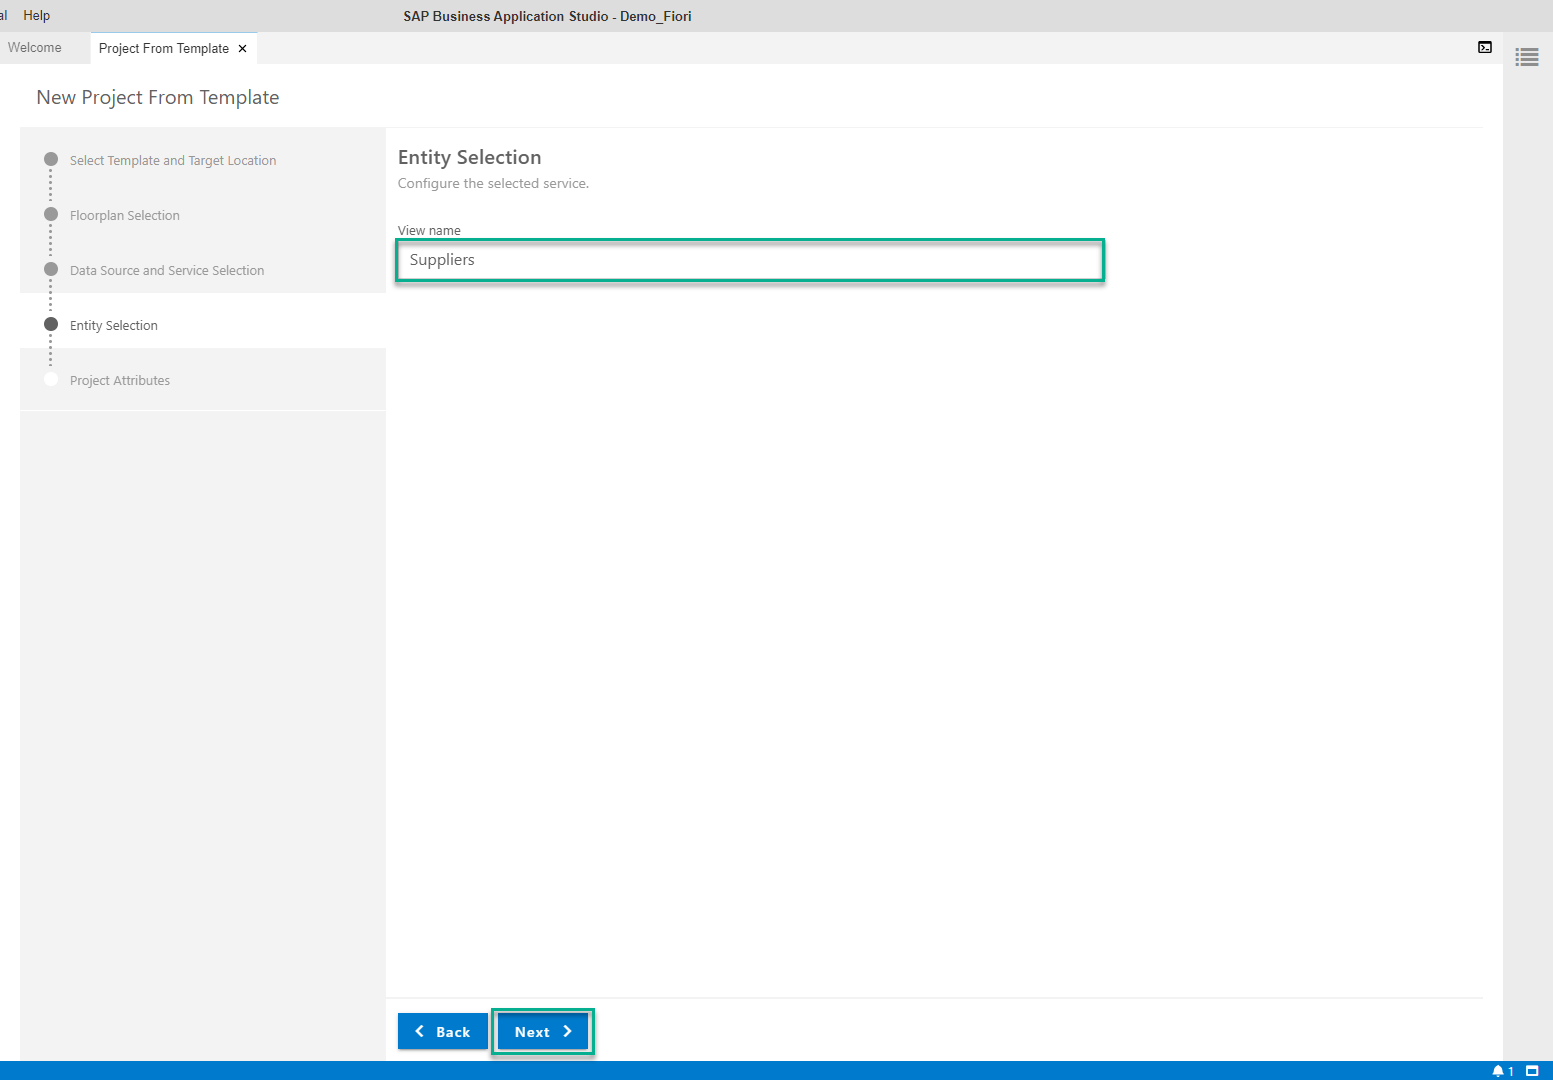 al Help SAP Business Application Studio - Demo_Fiori
Welcome Project From Template
New Project From Template
Select Template and Target Location
Floorplan Selection
Data Source and Service Selection
Entity Selection
Project Attributes
Entity Selection
Configure the selected service.
View name
Suppliers
Back Next
1